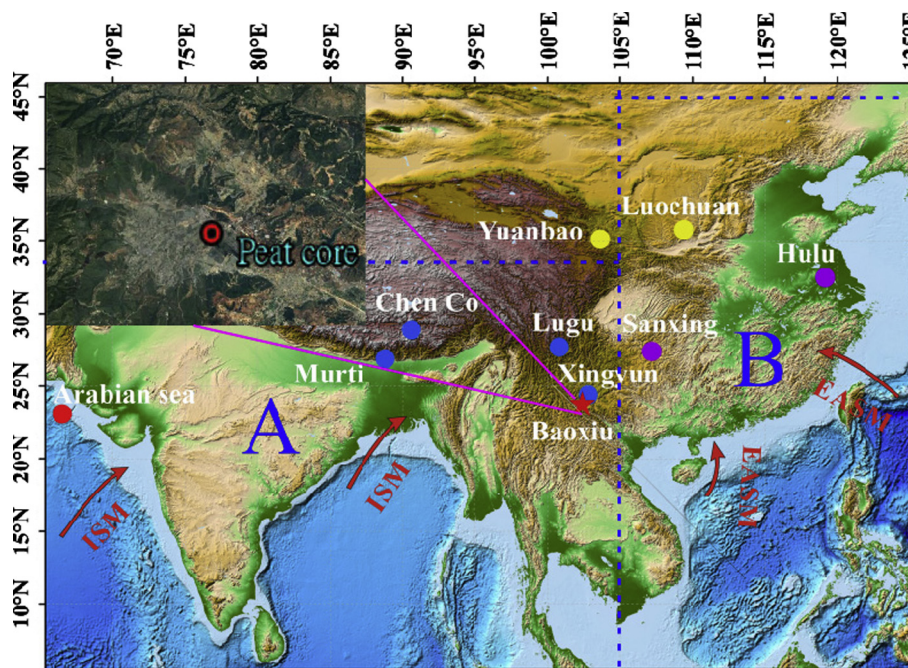 70°E 75°E 80°E 85°E 90°E 95°E 100°E 105°E 110°E 115°E 120°E
45°N
40°N
35°N
30°N
25°N
20°N
15°N
10°N
Peat core
Yuanbao
Luochuan
Hulu
Chen Co
Lugu
Sanxing
Murti
Xingyun
Baoxiu
Arabian sea
A
B
ISM
ISM
EASM
EASM